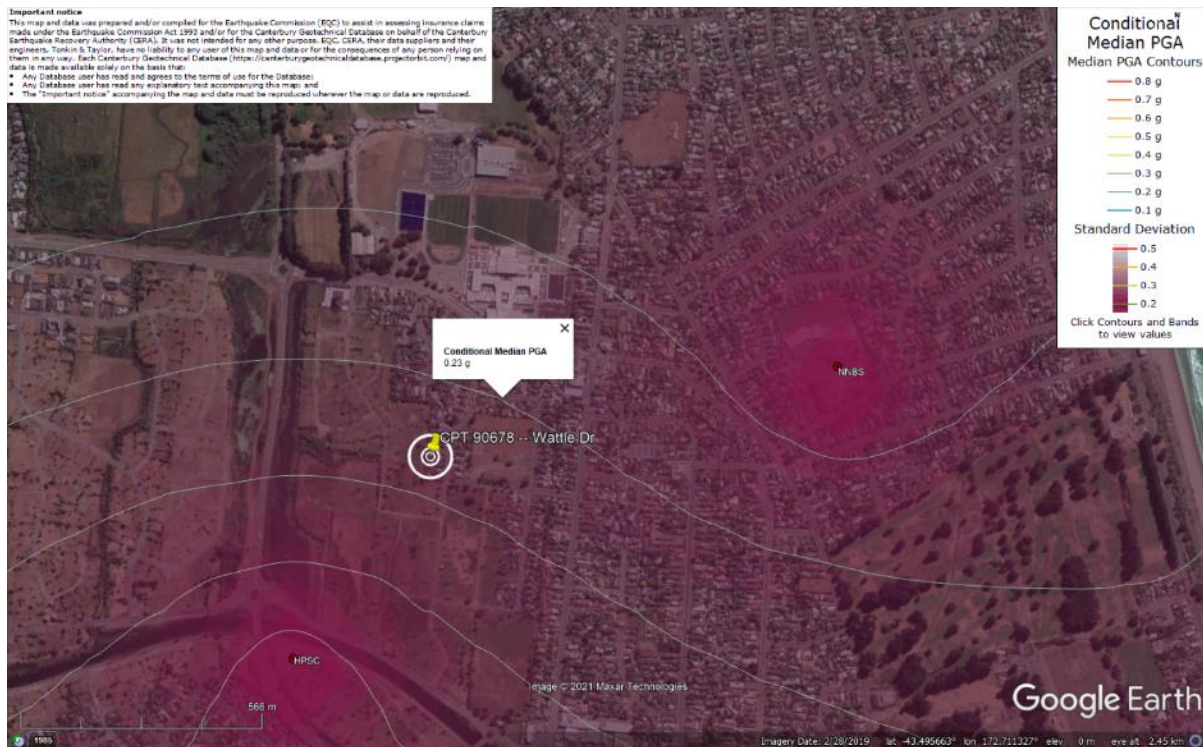 Important notice
This map and data was prepared and/or compiled for the Earthquake Commission (EQC) to assist in assessing insurance claims
made under the Earthquake Commission Act 1993 and/or for the Canterbury Geotechnical Database on behalf of the Canterbury
Earthquake Recovery Authority (CERA). It was not intended for any other purpose. EQC, CERA, their data suppliers and their
engineers, Tonkin & Taylor, have no liability to any user of this map and data or for the consequences of any person relying on
them in any way. Each Canterbury Geotechnical Database (https://canterburygeotechnicaldatabase.projectorbit.com/) map and
data is made available solely on the basis that:
• Any Database user has read and agrees to the terms of use for the Database;
• Any Database user has read any explanatory text accompanying this map; and
• The "Important notice" accompanying the map and data must be reproduced wherever the map or data are reproduced.
N
Conditional
Median PGA
Median PGA Contours
0.8 g
0.7 g
0.6 g
0.5 g
0.4 g
0.3 g
0.2 g
0.1 g
Standard Deviation
0.5
0.4
0.3
0.2
Click Contours and Bands
to view values
Conditional Median PGA
0.23 g
NNBS
CPT 90678 -- Wattle Dr
HPSC
566 m
Image © 2021 Maxar Technologies
Google Earth
1985
Imagery Date: 2/28/2019 lat -43.495663° lon 172.711327° elev 0 m eye alt 2.45 km